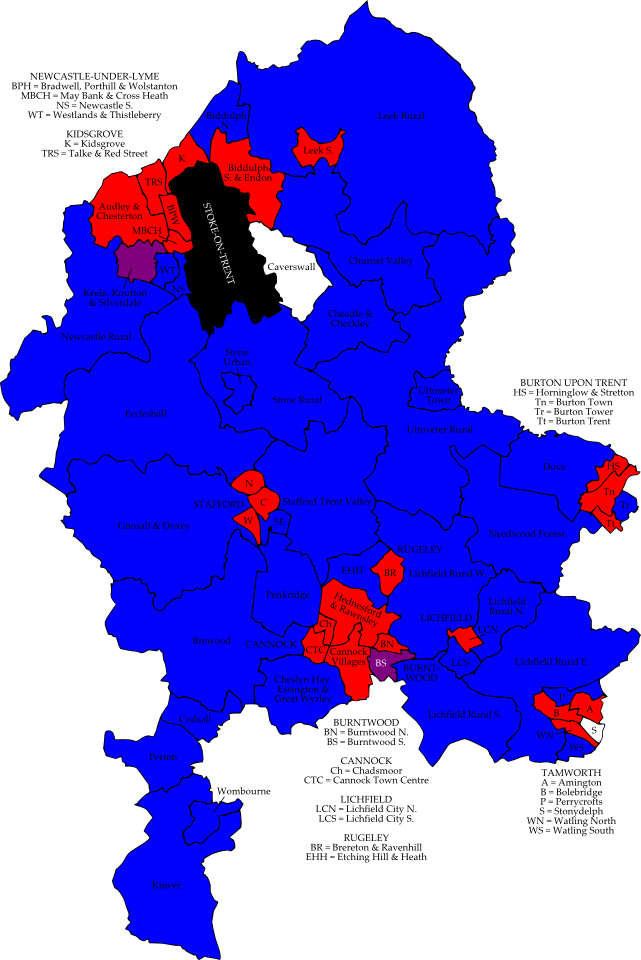 NEWCASTLE-UNDER-LYME
BPH = Bradwell, Porthill & Wolstanton
MBCH = May Bank & Cross Heath
NS = Newcastle S.
WT = Westlands & Thistleberry
KIDSGROVE
K = Kidsgrove
TRS = Talke & Red Street
Biddulph
Leek Rural
K
Leek S.
Biddulph
S. & Endon
TRS
Audley &
Chesterton
BPW
MBCH
STOKE-ON-TRENT
WT
NS
Caverswall
Churnet Valley
Keele, Knutton
& Silverdale
Cheadle &
Checkley
Newcastle Rural
Stone
Urban
Stone Rural
Eccleshall
Uttoxeter
Town
Uttoxeter Rural
BURTON UPON TRENT
HS = Horninglow & Stretton
Tn = Burton Town
Tr = Burton Tower
Tt = Burton Trent
Dove
HS
Tn
Tr
Tt
N
STAFFORD
C
W
SE
Stafford Trent Valley
Gnosall & Doxey
Needwood Forest
RUGELEY
EHH
BR
Lichfield Rural W.
Penkridge
Hednesford
& Rawnsley
Lichfield
Rural N.
LICHFIELD
LCN
Ch
CANNOCK
CTC
Cannock
Villages
BN
BS
BURNT-
WOOD
LCS
Lichfield Rural E.
Brewood
Cheslyn Hay,
Essington &
Great Wyrley
Lichfield Rural S.
P
A
B
S
WN
WS
Codsall
Perton
BURNTWOOD
BN = Burntwood N.
BS = Burntwood S.
CANNOCK
Ch = Chadsmoor
CTC = Cannock Town Centre
LICHFIELD
LCN = Lichfield City N.
LCS = Lichfield City S.
RUGELEY
BR = Brereton & Ravenhill
EHH = Etching Hill & Heath
TAMWORTH
A = Amington
B = Bolebridge
P = Perrycrofts
S = Stonydelph
WN = Watling North
WS = Watling South
Wombourne
Kinver